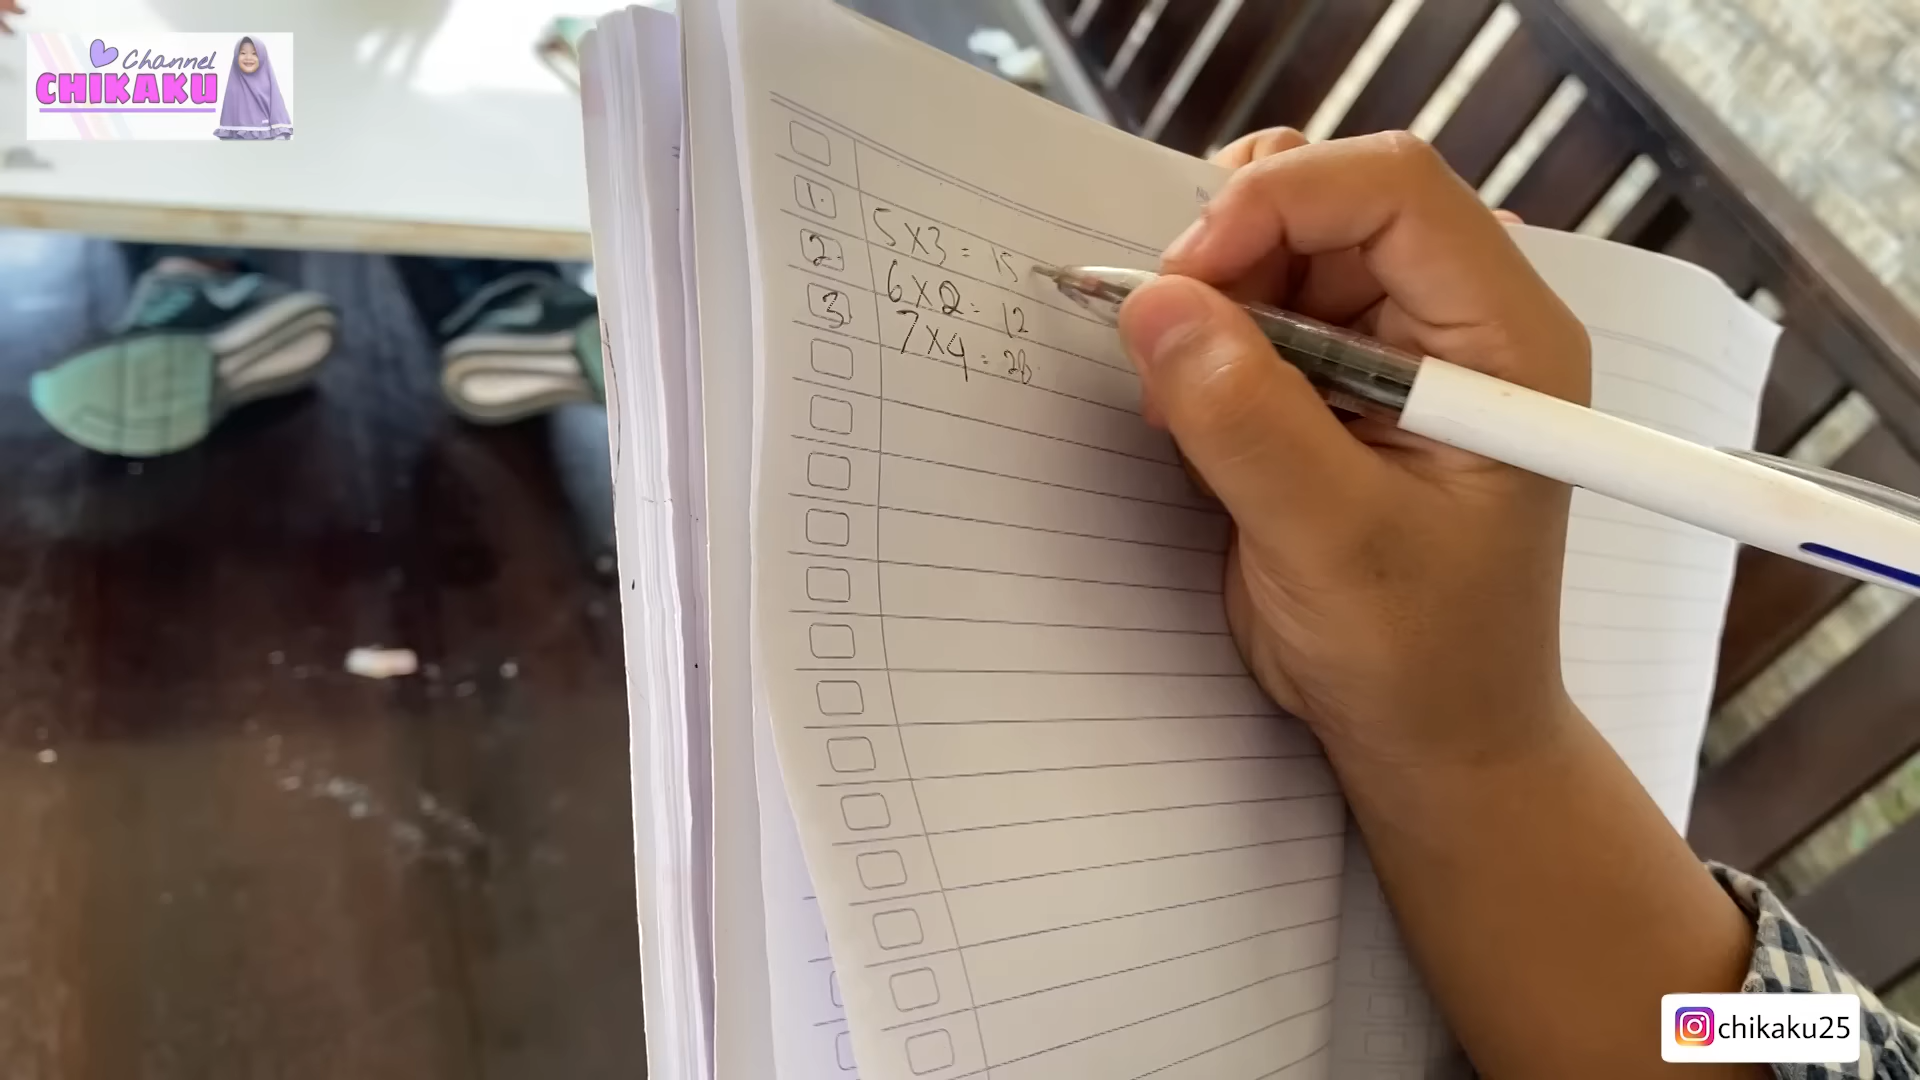 Channel
CHIKAKU
1. 5x3 = 15
2. 6x2 = 12
3. 7x4 = 28
chikaku25